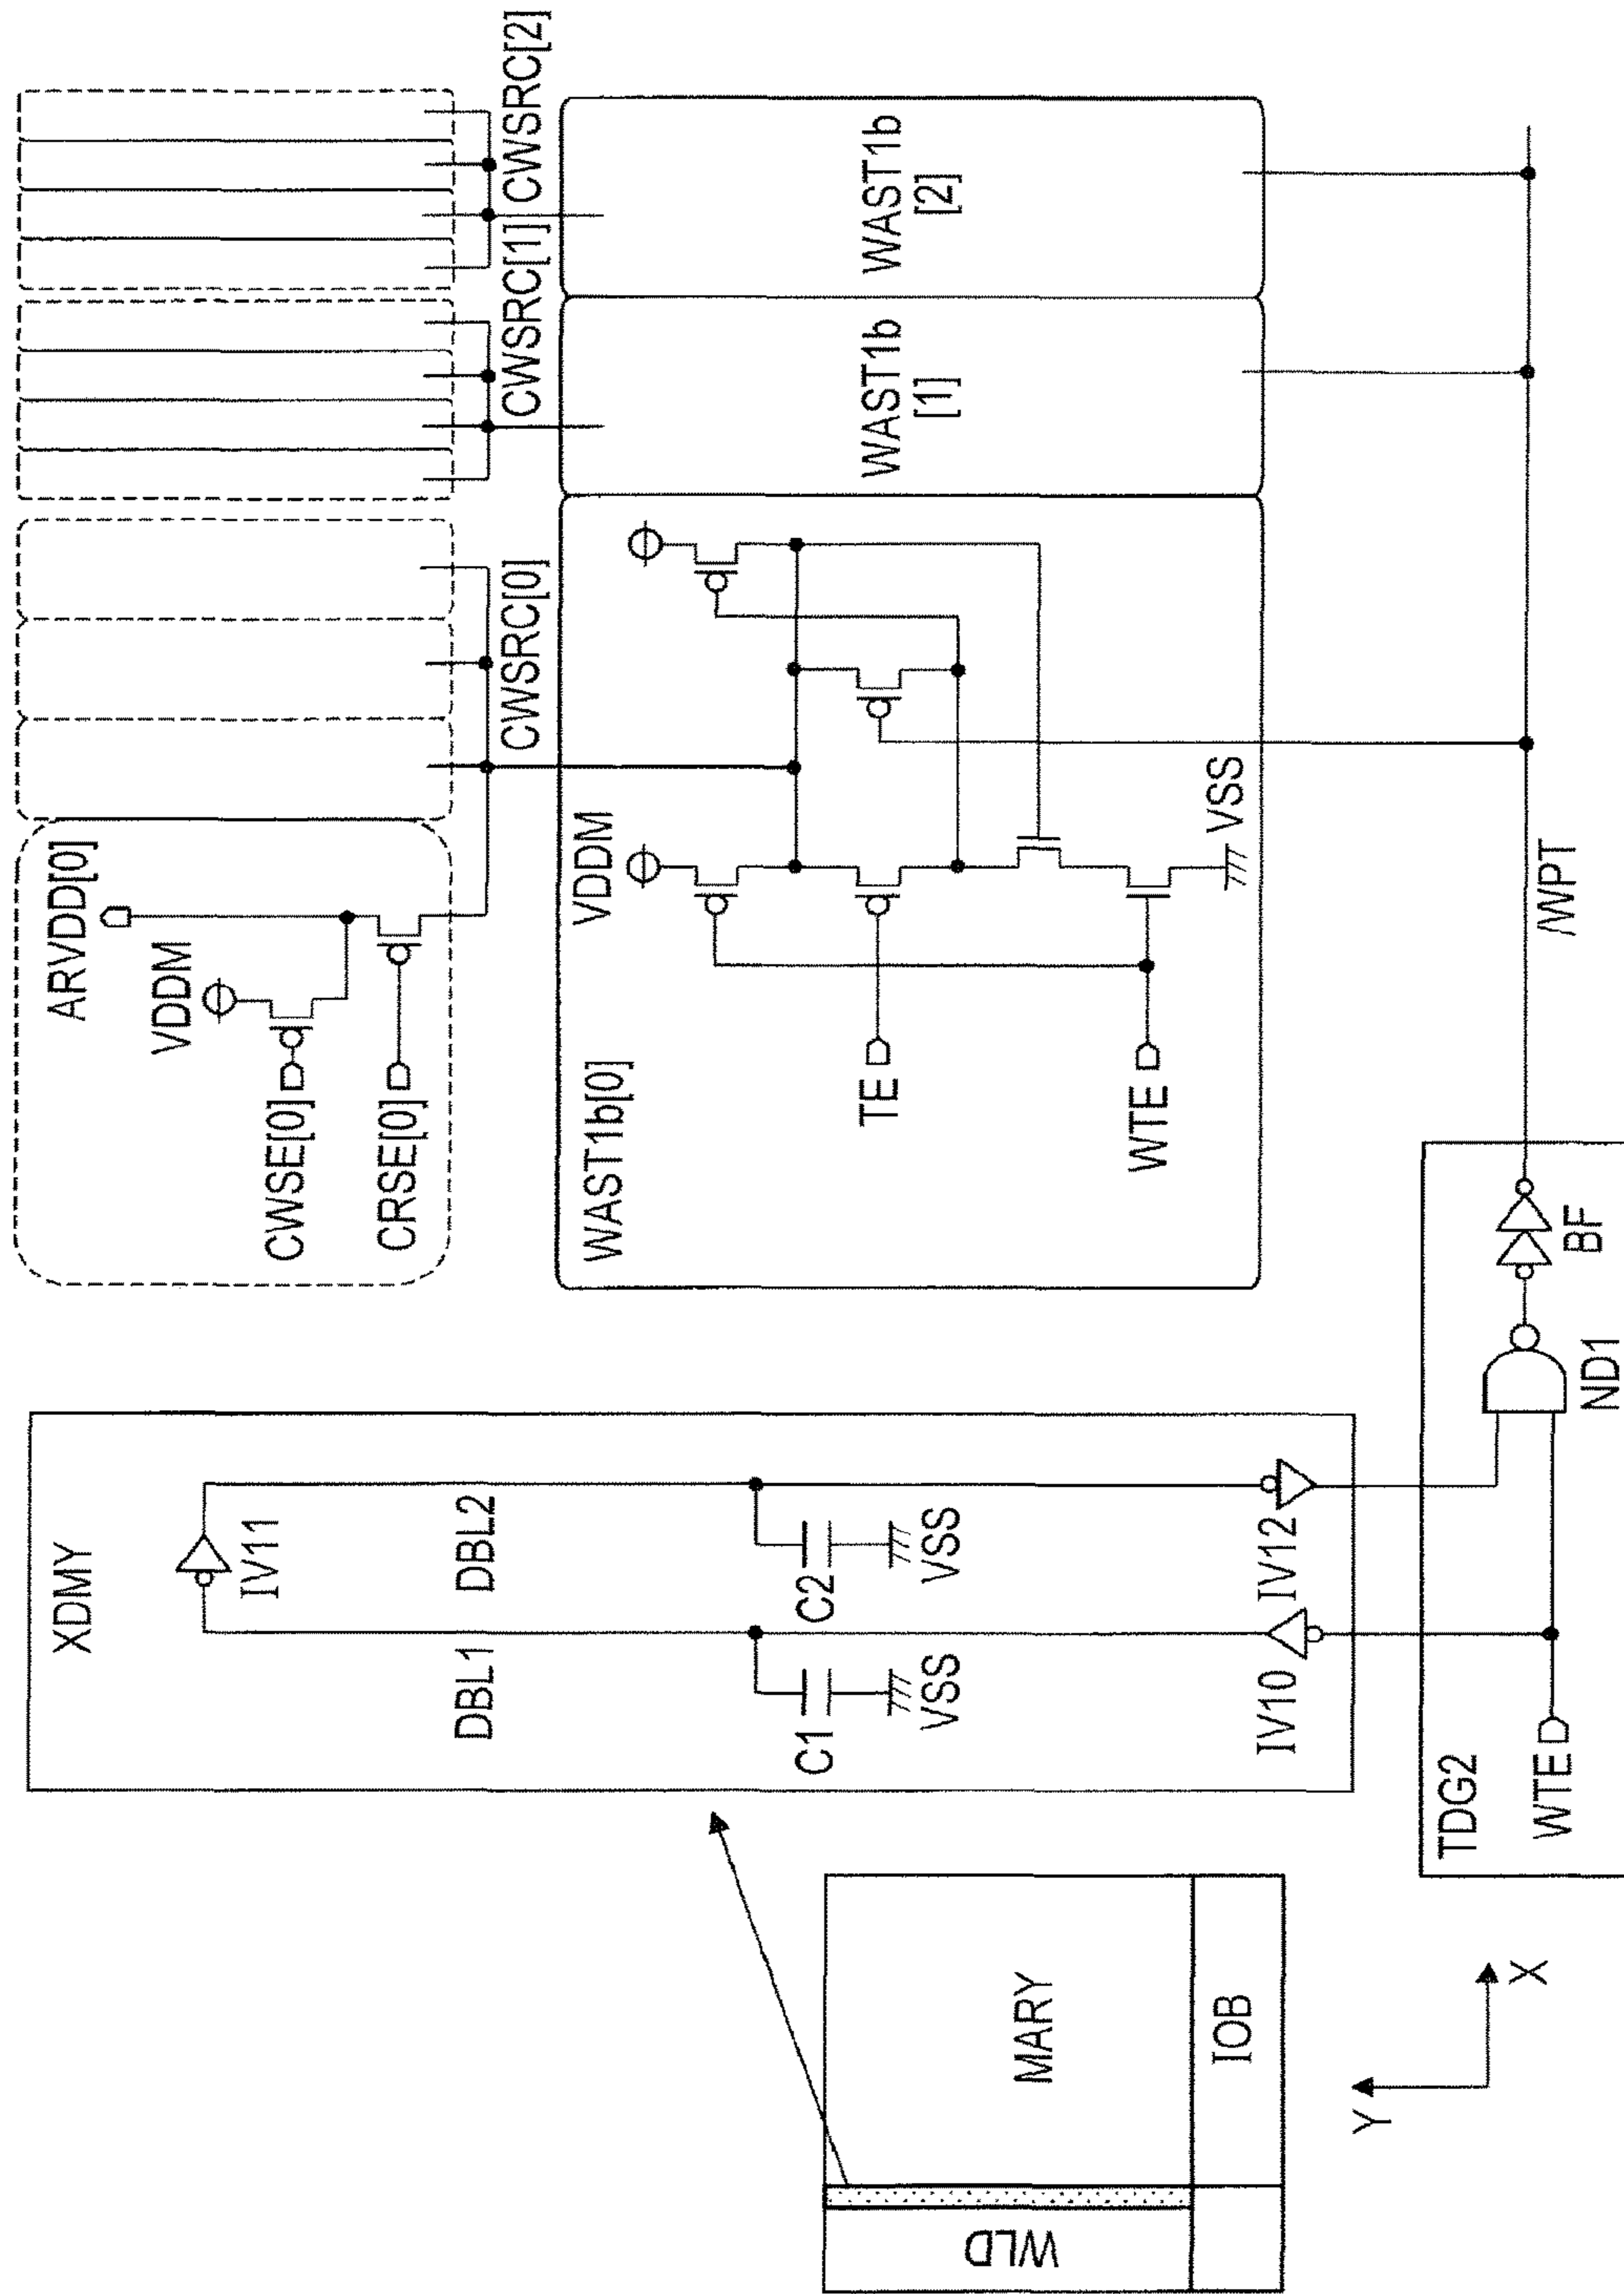 WLD
MARY
IOB
Y
X
XDMY
IV11
DBL1
DBL2
C1
VSS
C2
VSS
IV10
IV12
TDG2
WTE
ND1
BF
/WPT
ARVDD[0]
VDDM
CWSE[0]
CRSE[0]
CWSRC[0]
CWSRC[1]
CWSRC[2]
WAST1b[0]
VDDM
TE
WTE
VSS
WAST1b
[1]
WAST1b
[2]